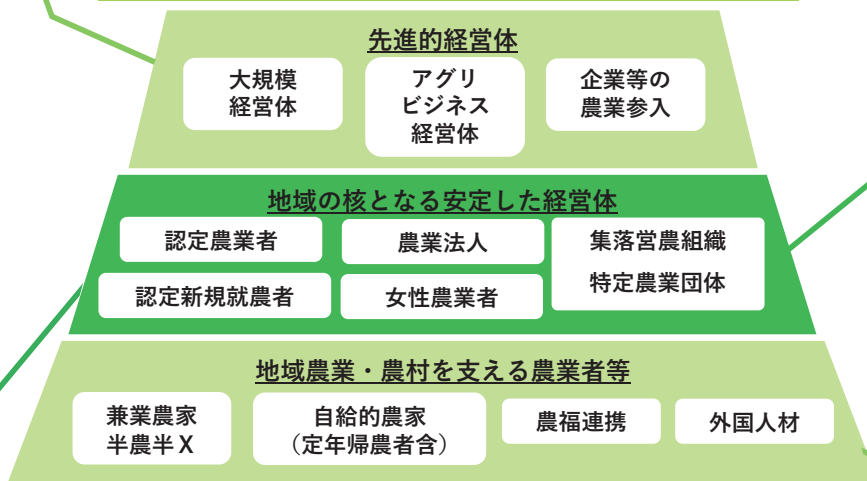 先進的経営体
大規模
経営体
アグリ
ビジネス
経営体
企業等の
農業参入
地域の核となる安定した経営体
認定農業者
農業法人
集落営農組織
特定農業団体
認定新規就農者
女性農業者
地域農業・農村を支える農業者等
兼業農家
半農半X
自給的農家
（定年帰農者含）
農福連携
外国人材